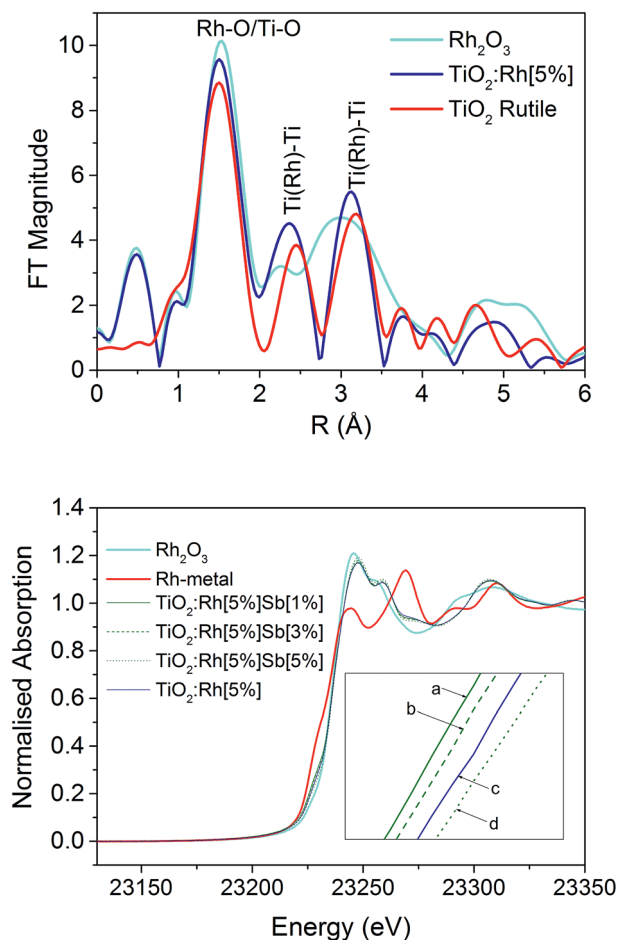 Rh-O/Ti-O
Rh₂O₃
TiO₂:Rh[5%]
TiO₂ Rutile
Ti(Rh)-Ti
Ti(Rh)-Ti
FT Magnitude
10
8
6
4
2
0
0 1 2 3 4 5 6
R (Å)
Rh₂O₃
Rh-metal
TiO₂:Rh[5%]Sb[1%]
TiO₂:Rh[5%]Sb[3%]
TiO₂:Rh[5%]Sb[5%]
TiO₂:Rh[5%]
Normalised Absorption
1.4
1.2
1.0
0.8
0.6
0.4
0.2
0.0
a
b
c
d
23150 23200 23250 23300 23350
Energy (eV)